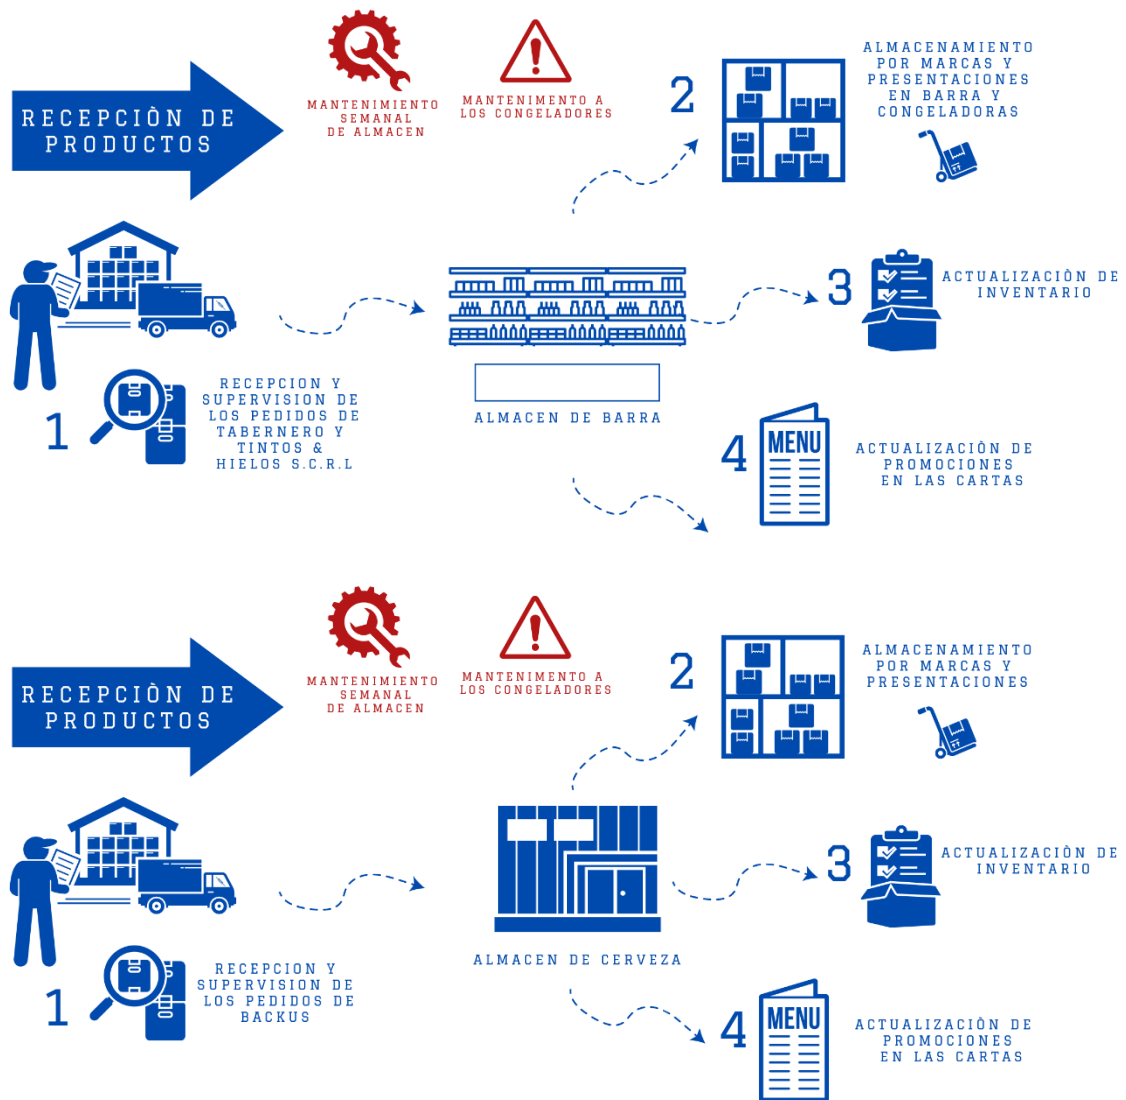 RECEPCIÒN DE
PRODUCTOS
MANTENIMIENTO
SEMANAL
DE ALMACEN
MANTENIMENTO A
LOS CONGELADORES
2
ALMACENAMIENTO
POR MARCAS Y
PRESENTACIONES
EN BARRA Y
CONGELADORAS
1
RECEPCION Y
SUPERVISION DE
LOS PEDIDOS DE
TABERNERO Y
TINTOS &
HIELOS S.C.R.L
ALMACEN DE BARRA
3
ACTUALIZACIÒN DE
INVENTARIO
4
MENU
ACTUALIZACIÒN DE
PROMOCIONES
EN LAS CARTAS
RECEPCIÒN DE
PRODUCTOS
MANTENIMIENTO
SEMANAL
DE ALMACEN
MANTENIMENTO A
LOS CONGELADORES
2
ALMACENAMIENTO
POR MARCAS Y
PRESENTACIONES
1
RECEPCION Y
SUPERVISION DE
LOS PEDIDOS DE
BACKUS
ALMACEN DE CERVEZA
3
ACTUALIZACIÒN DE
INVENTARIO
4
MENU
ACTUALIZACIÒN DE
PROMOCIONES
EN LAS CARTAS